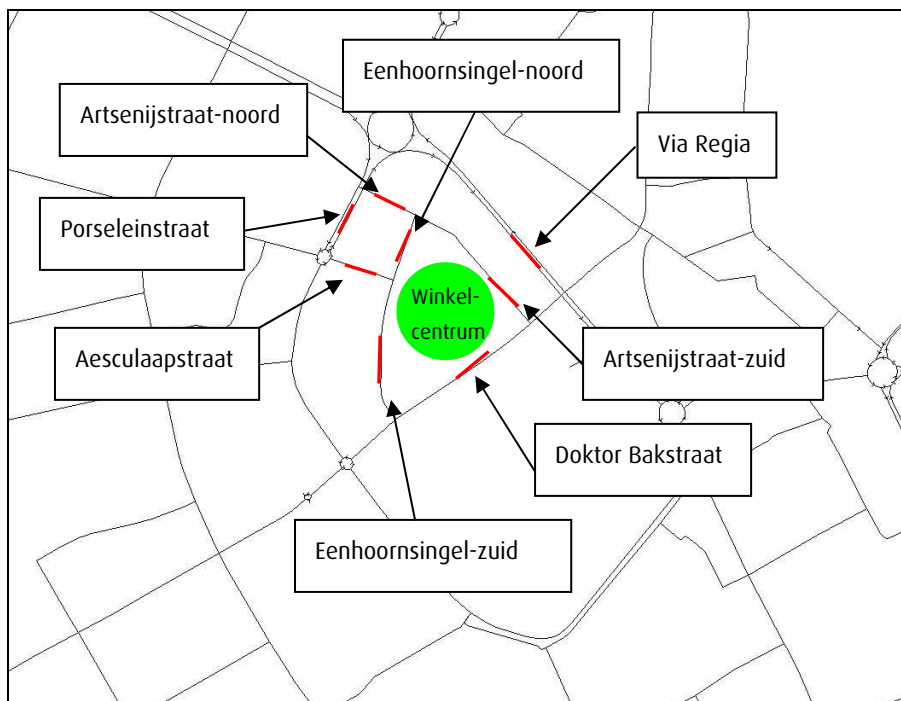 Eenhoornsingel-noord
Artsenijstraat-noord
Via Regia
Porseleinstraat
Winkel-
centrum
Aesculaapstraat
Artsenijstraat-zuid
Doktor Bakstraat
Eenhoornsingel-zuid